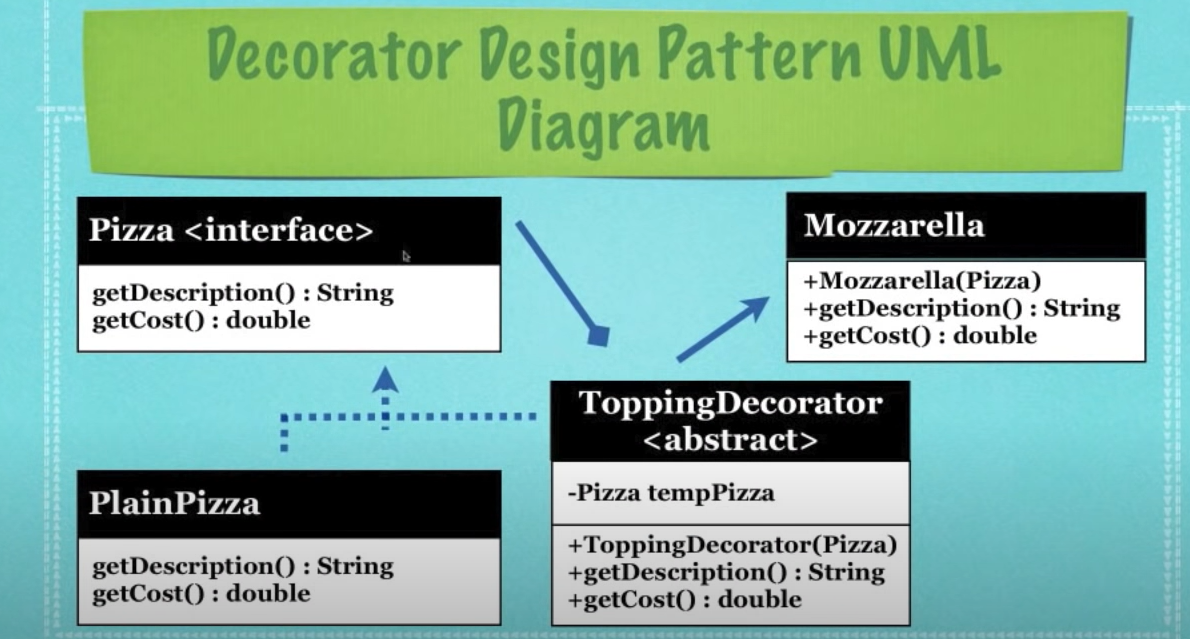 Decorator Design Pattern UML
Diagram
Pizza <interface>
getDescription() : String
getCost() : double
Mozzarella
+Mozzarella(Pizza)
+getDescription() : String
+getCost() : double
ToppingDecorator
<abstract>
-Pizza tempPizza
+ToppingDecorator(Pizza)
+getDescription() : String
+getCost() : double
PlainPizza
getDescription() : String
getCost() : double